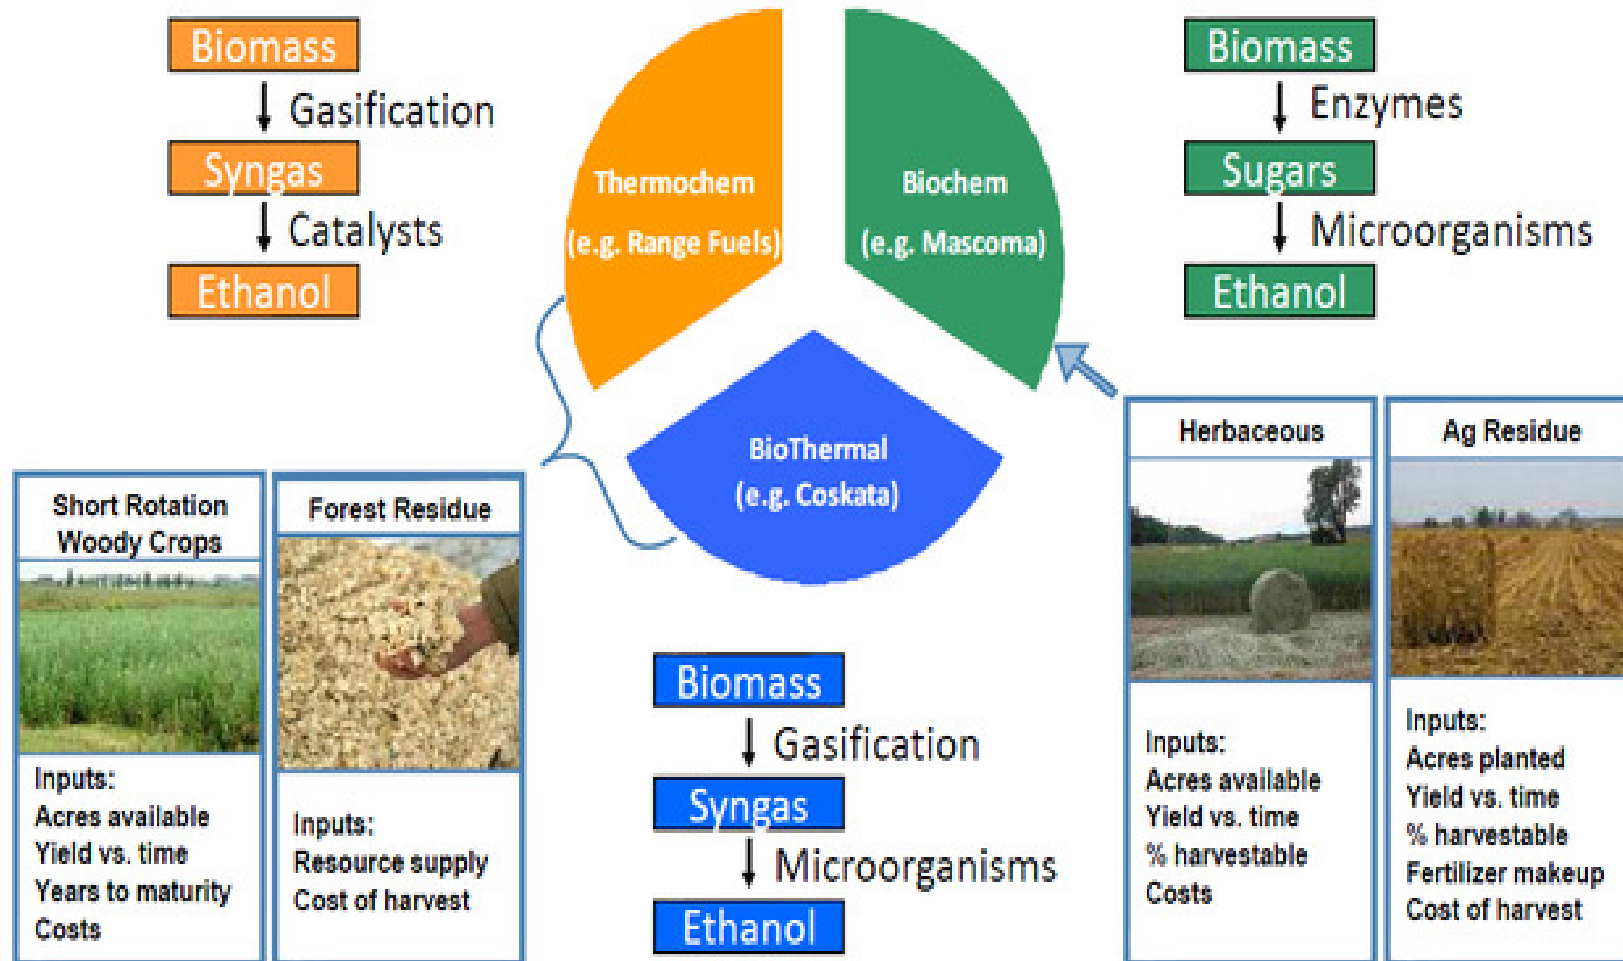 Biomass
Gasification
Syngas
Catalysts
Ethanol
Thermochem
(e.g. Range Fuels)
Biochem
(e.g. Mascoma)
BioThermal
(e.g. Coskata)
Biomass
Enzymes
Sugars
Microorganisms
Ethanol
Short Rotation
Woody Crops
Inputs:
Acres available
Yield vs. time
Years to maturity
Costs
Forest Residue
Inputs:
Resource supply
Cost of harvest
Biomass
Gasification
Syngas
Microorganisms
Ethanol
Herbaceous
Inputs:
Acres available
Yield vs. time
% harvestable
Costs
Ag Residue
Inputs:
Acres planted
Yield vs. time
% harvestable
Fertilizer makeup
Cost of harvest